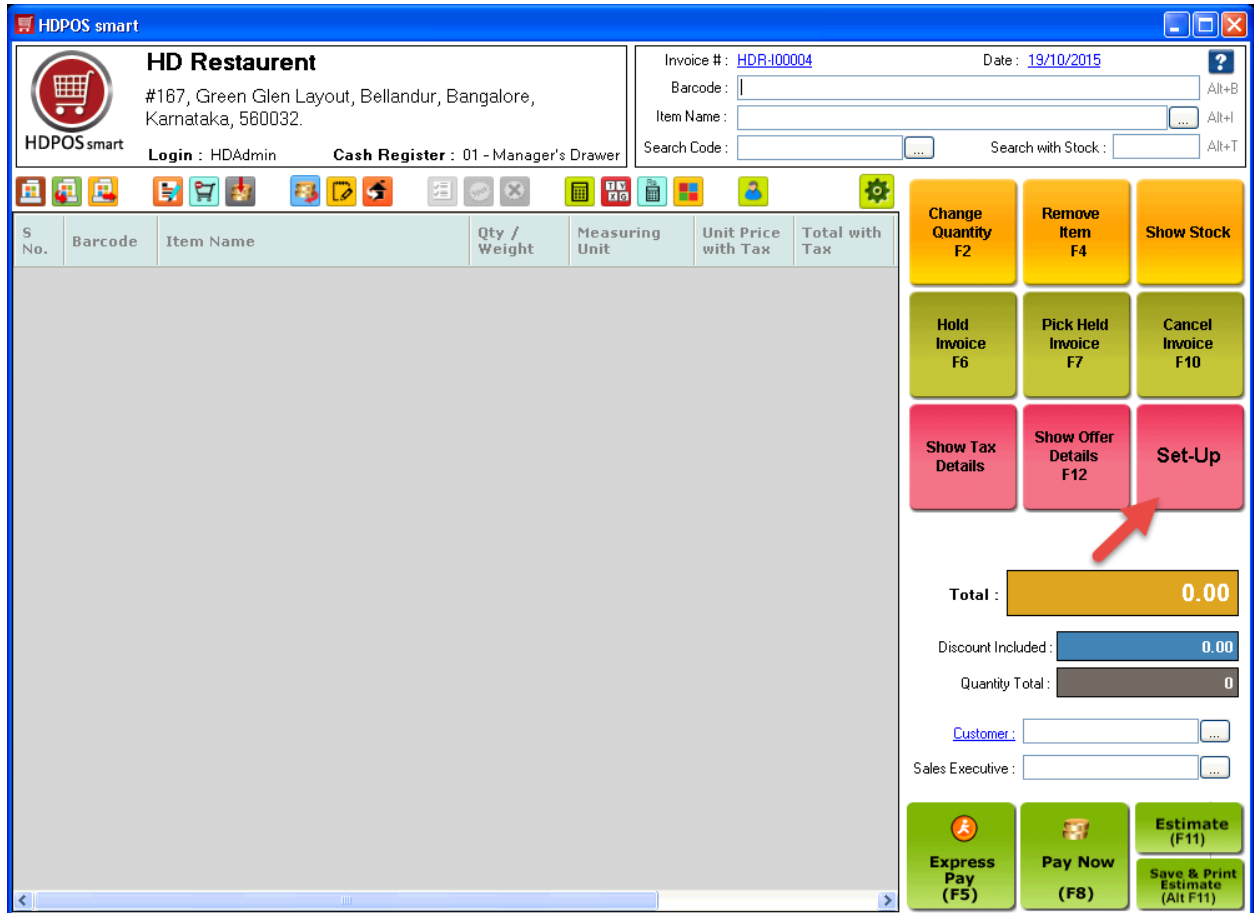 HDPOS smart
HD Restaurent
#167, Green Glen Layout, Bellandur, Bangalore,
Karnataka, 560032.
HDPOS smart
Login : HDAdmin Cash Register : 01 - Manager's Drawer
Invoice # : HDR-I00004 Date : 19/10/2015 ?
Barcode : Alt+B
Item Name : ... Alt+I
Search Code : ... Search with Stock : Alt+T
S No.
Barcode
Item Name
Qty /
Weight
Measuring
Unit
Unit Price
with Tax
Total with
Tax
Change
Quantity
F2
Remove
Item
F4
Show Stock
Hold
Invoice
F6
Pick Held
Invoice
F7
Cancel
Invoice
F10
Show Tax
Details
Show Offer
Details
F12
Set-Up
Total : 0.00
Discount Included : 0.00
Quantity Total : 0
Customer : ...
Sales Executive : ...
Express
Pay
(F5)
Pay Now
(F8)
Estimate
(F11)
Save & Print
Estimate
(Alt F11)